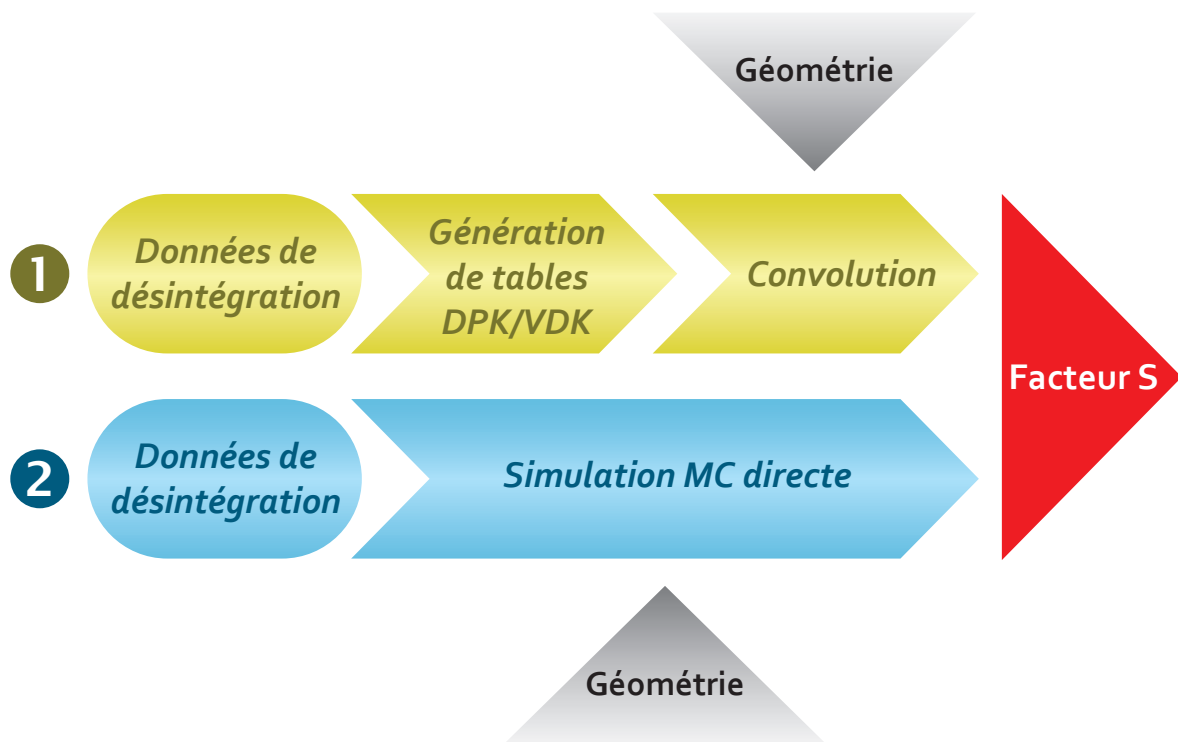 Géométrie
1
Données de
désintégration
Génération
de tables
DPK/VDK
Convolution
Facteur S
2
Données de
désintégration
Simulation MC directe
Géométrie